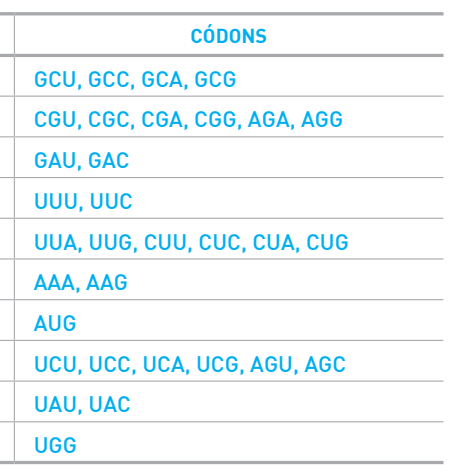 CÓDONS
GCU, GCC, GCA, GCG
CGU, CGC, CGA, CGG, AGA, AGG
GAU, GAC
UUU, UUC
UUA, UUG, CUU, CUC, CUA, CUG
AAA, AAG
AUG
UCU, UCC, UCA, UCG, AGU, AGC
UAU, UAC
UGG